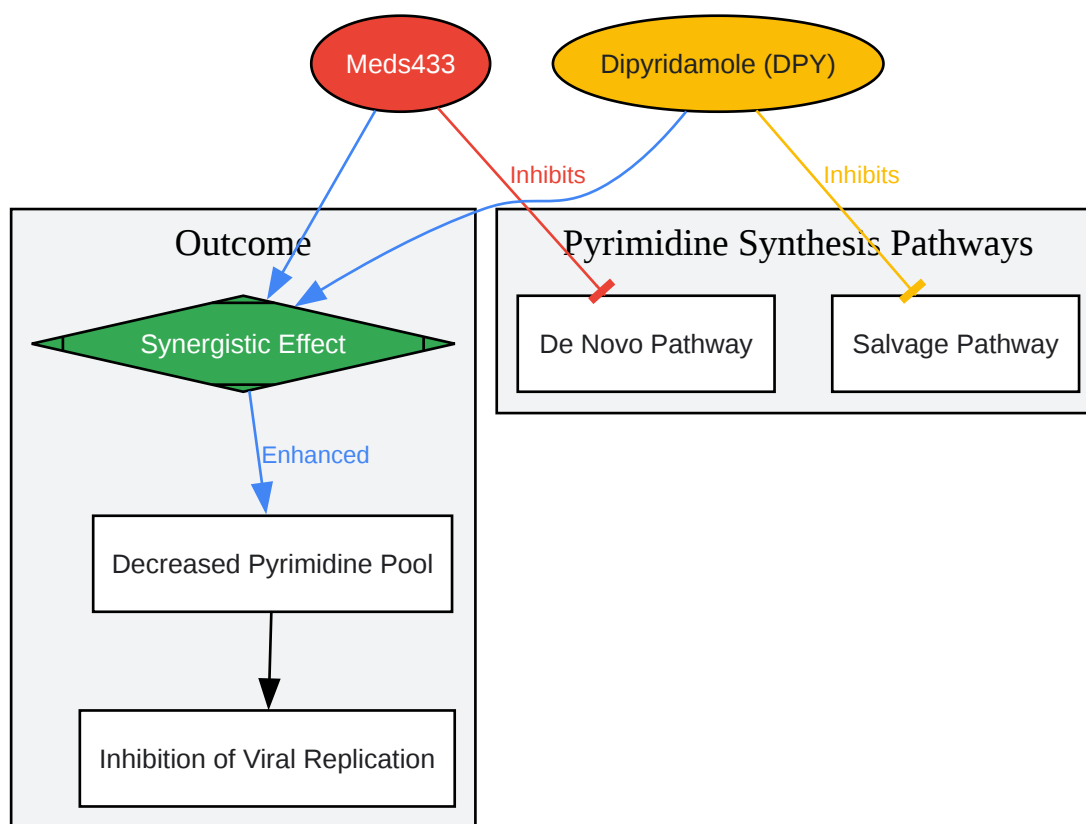 Meds433
Dipyridamole (DPY)
Inhibits
Inhibits
Outcome
Pyrimidine Synthesis Pathways
Synergistic Effect
De Novo Pathway
Salvage Pathway
Enhanced
Decreased Pyrimidine Pool
Inhibition of Viral Replication